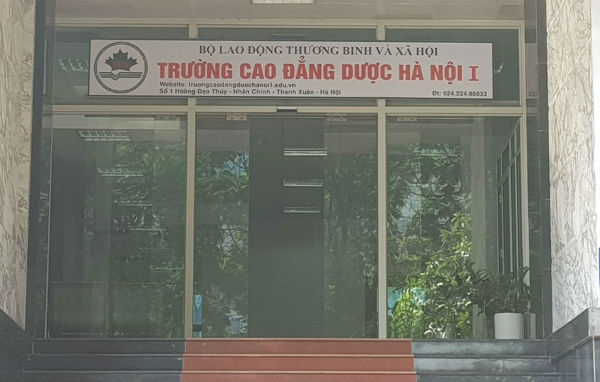 BỘ LAO ĐỘNG THƯƠNG BINH VÀ XÃ HỘI
TRƯỜNG CAO ĐẲNG DƯỢC HÀ NỘI I
Website: truongcaodangduochanoi1.edu.vn
Số 1 Hoàng Đạo Thúy - Nhân Chính - Thanh Xuân - Hà Nội
Đt: 024.224.88833